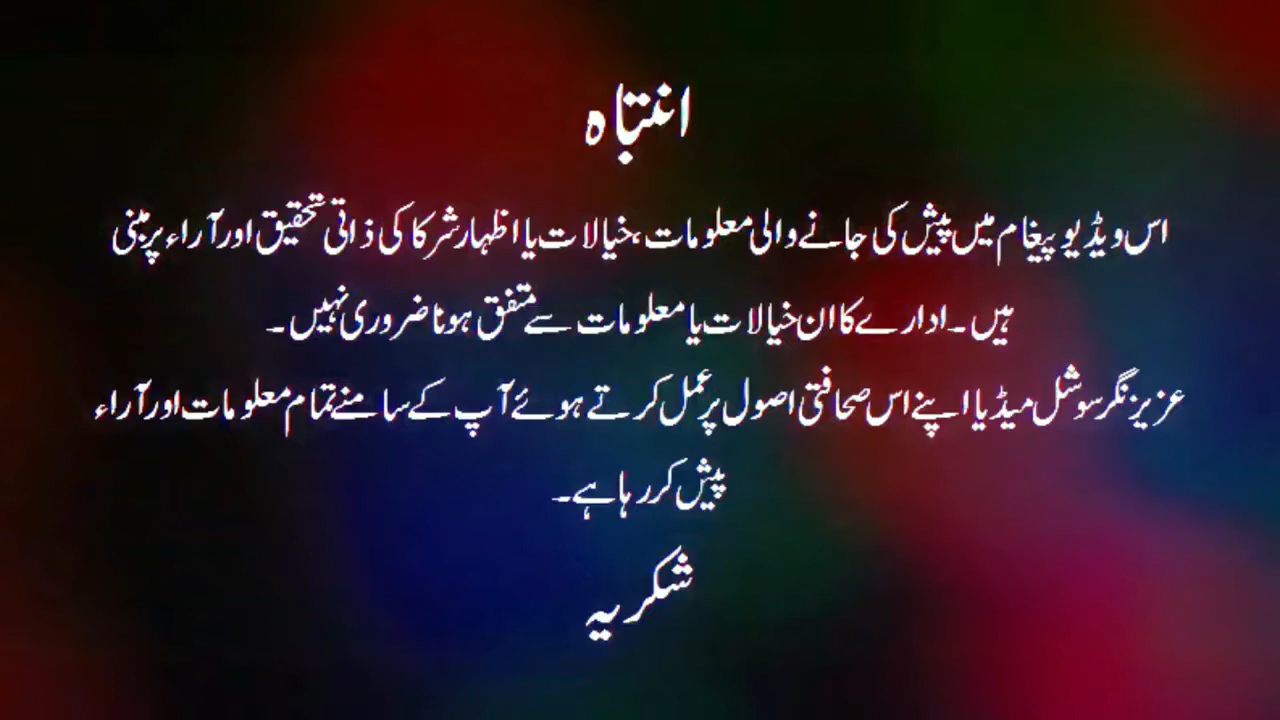 انتباہ
اس ویڈیو پیغام میں پیش کی جانے والی معلومات، خیالات یا اظہار شرکا کی ذاتی تحقیق اور آراء پر مبنی
ہیں۔ ادارے کا ان خیالات یا معلومات سے متفق ہونا ضروری نہیں۔
عزیز نگر سوشل میڈیا اپنے اس صحافتی اصول پر عمل کرتے ہوئے آپ کے سامنے تمام معلومات اور آراء
پیش کر رہا ہے۔
شکریہ